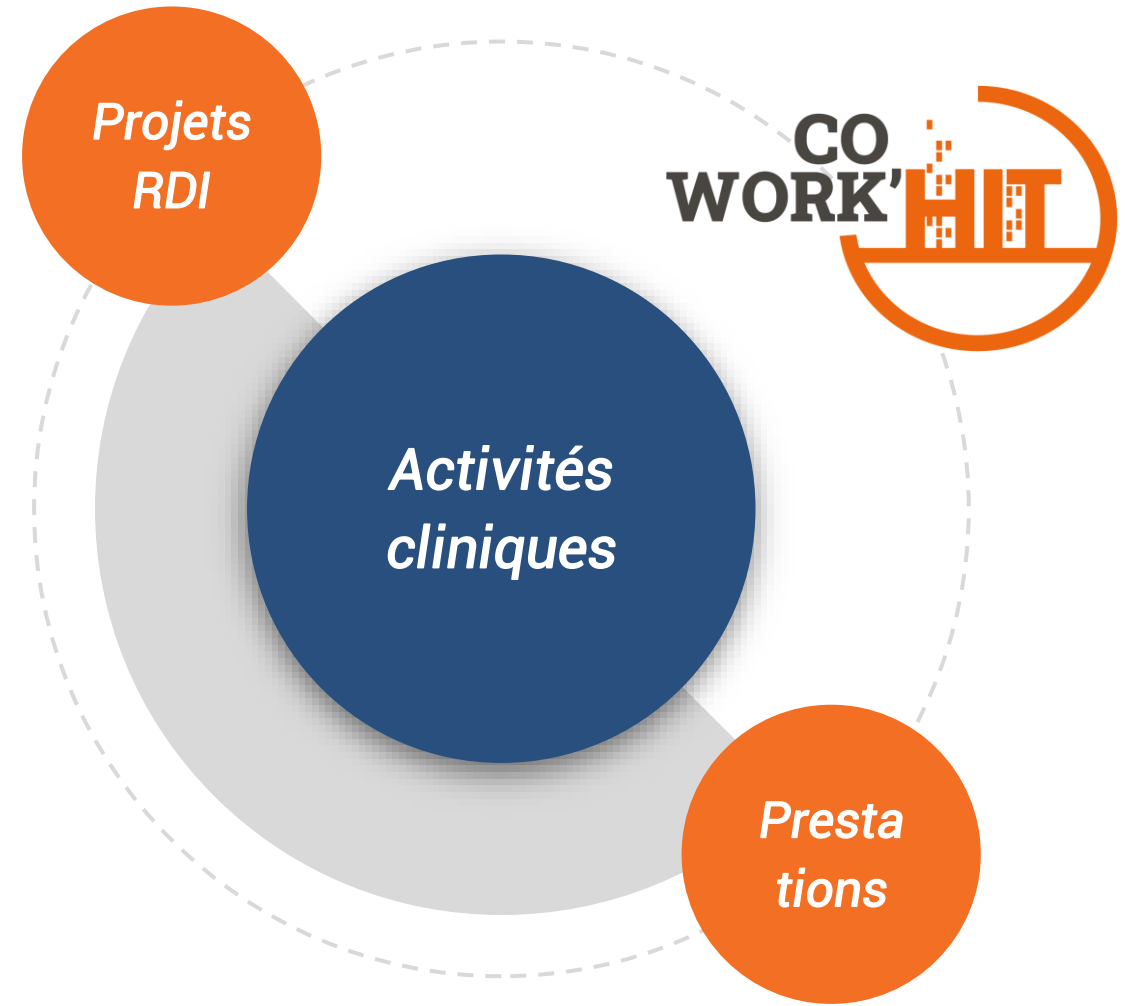 Projets
RDI
CO
WORK'HIT
Activités
cliniques
Presta
tions